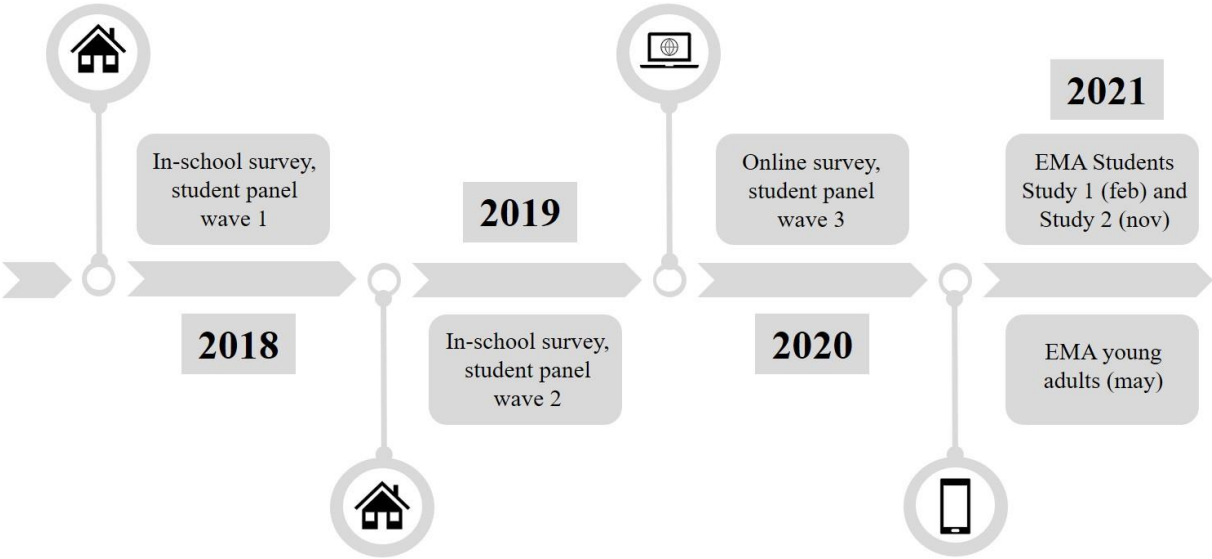 In-school survey,
student panel
wave 1
2018
2019
In-school survey,
student panel
wave 2
Online survey,
student panel
wave 3
2020
2021
EMA Students
Study 1 (feb) and
Study 2 (nov)
EMA young
adults (may)